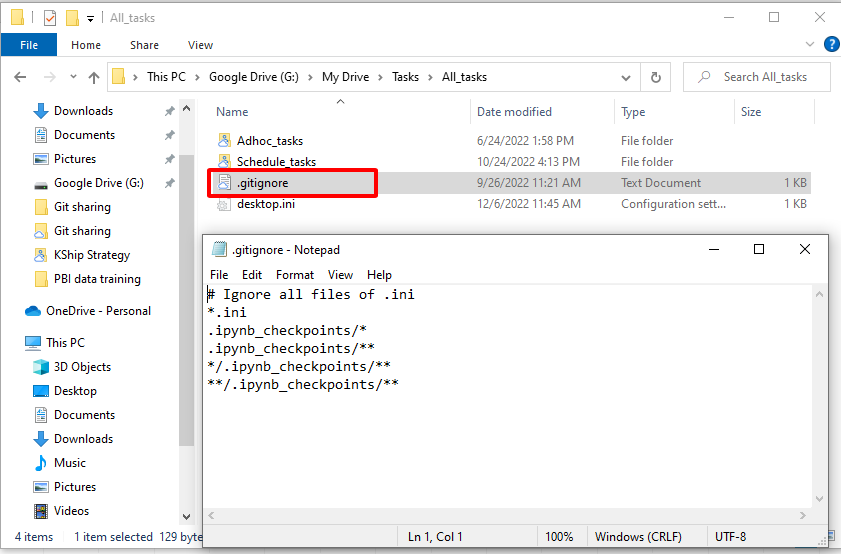 All_tasks
File Home Share View
This PC > Google Drive (G:) > My Drive > Tasks > All_tasks
Search All_tasks
Downloads
Documents
Pictures
Google Drive (G:)
Git sharing
Git sharing
KShip Strategy
PBI data training
OneDrive - Personal
This PC
3D Objects
Desktop
Documents
Downloads
Music
Pictures
Videos
Name Date modified Type Size
Adhoc_tasks 6/24/2022 1:58 PM File folder
Schedule_tasks 10/24/2022 4:13 PM File folder
.gitignore 9/26/2022 11:21 AM Text Document 1 KB
desktop.ini 12/6/2022 11:45 AM Configuration sett... 1 KB
.gitignore - Notepad
File Edit Format View Help
# Ignore all files of .ini
*.ini
.ipynb_checkpoints/*
.ipynb_checkpoints/**
*/.ipynb_checkpoints/**
**/.ipynb_checkpoints/**
Ln 1, Col 1 100% Windows (CRLF) UTF-8
4 items 1 item selected 129 byte